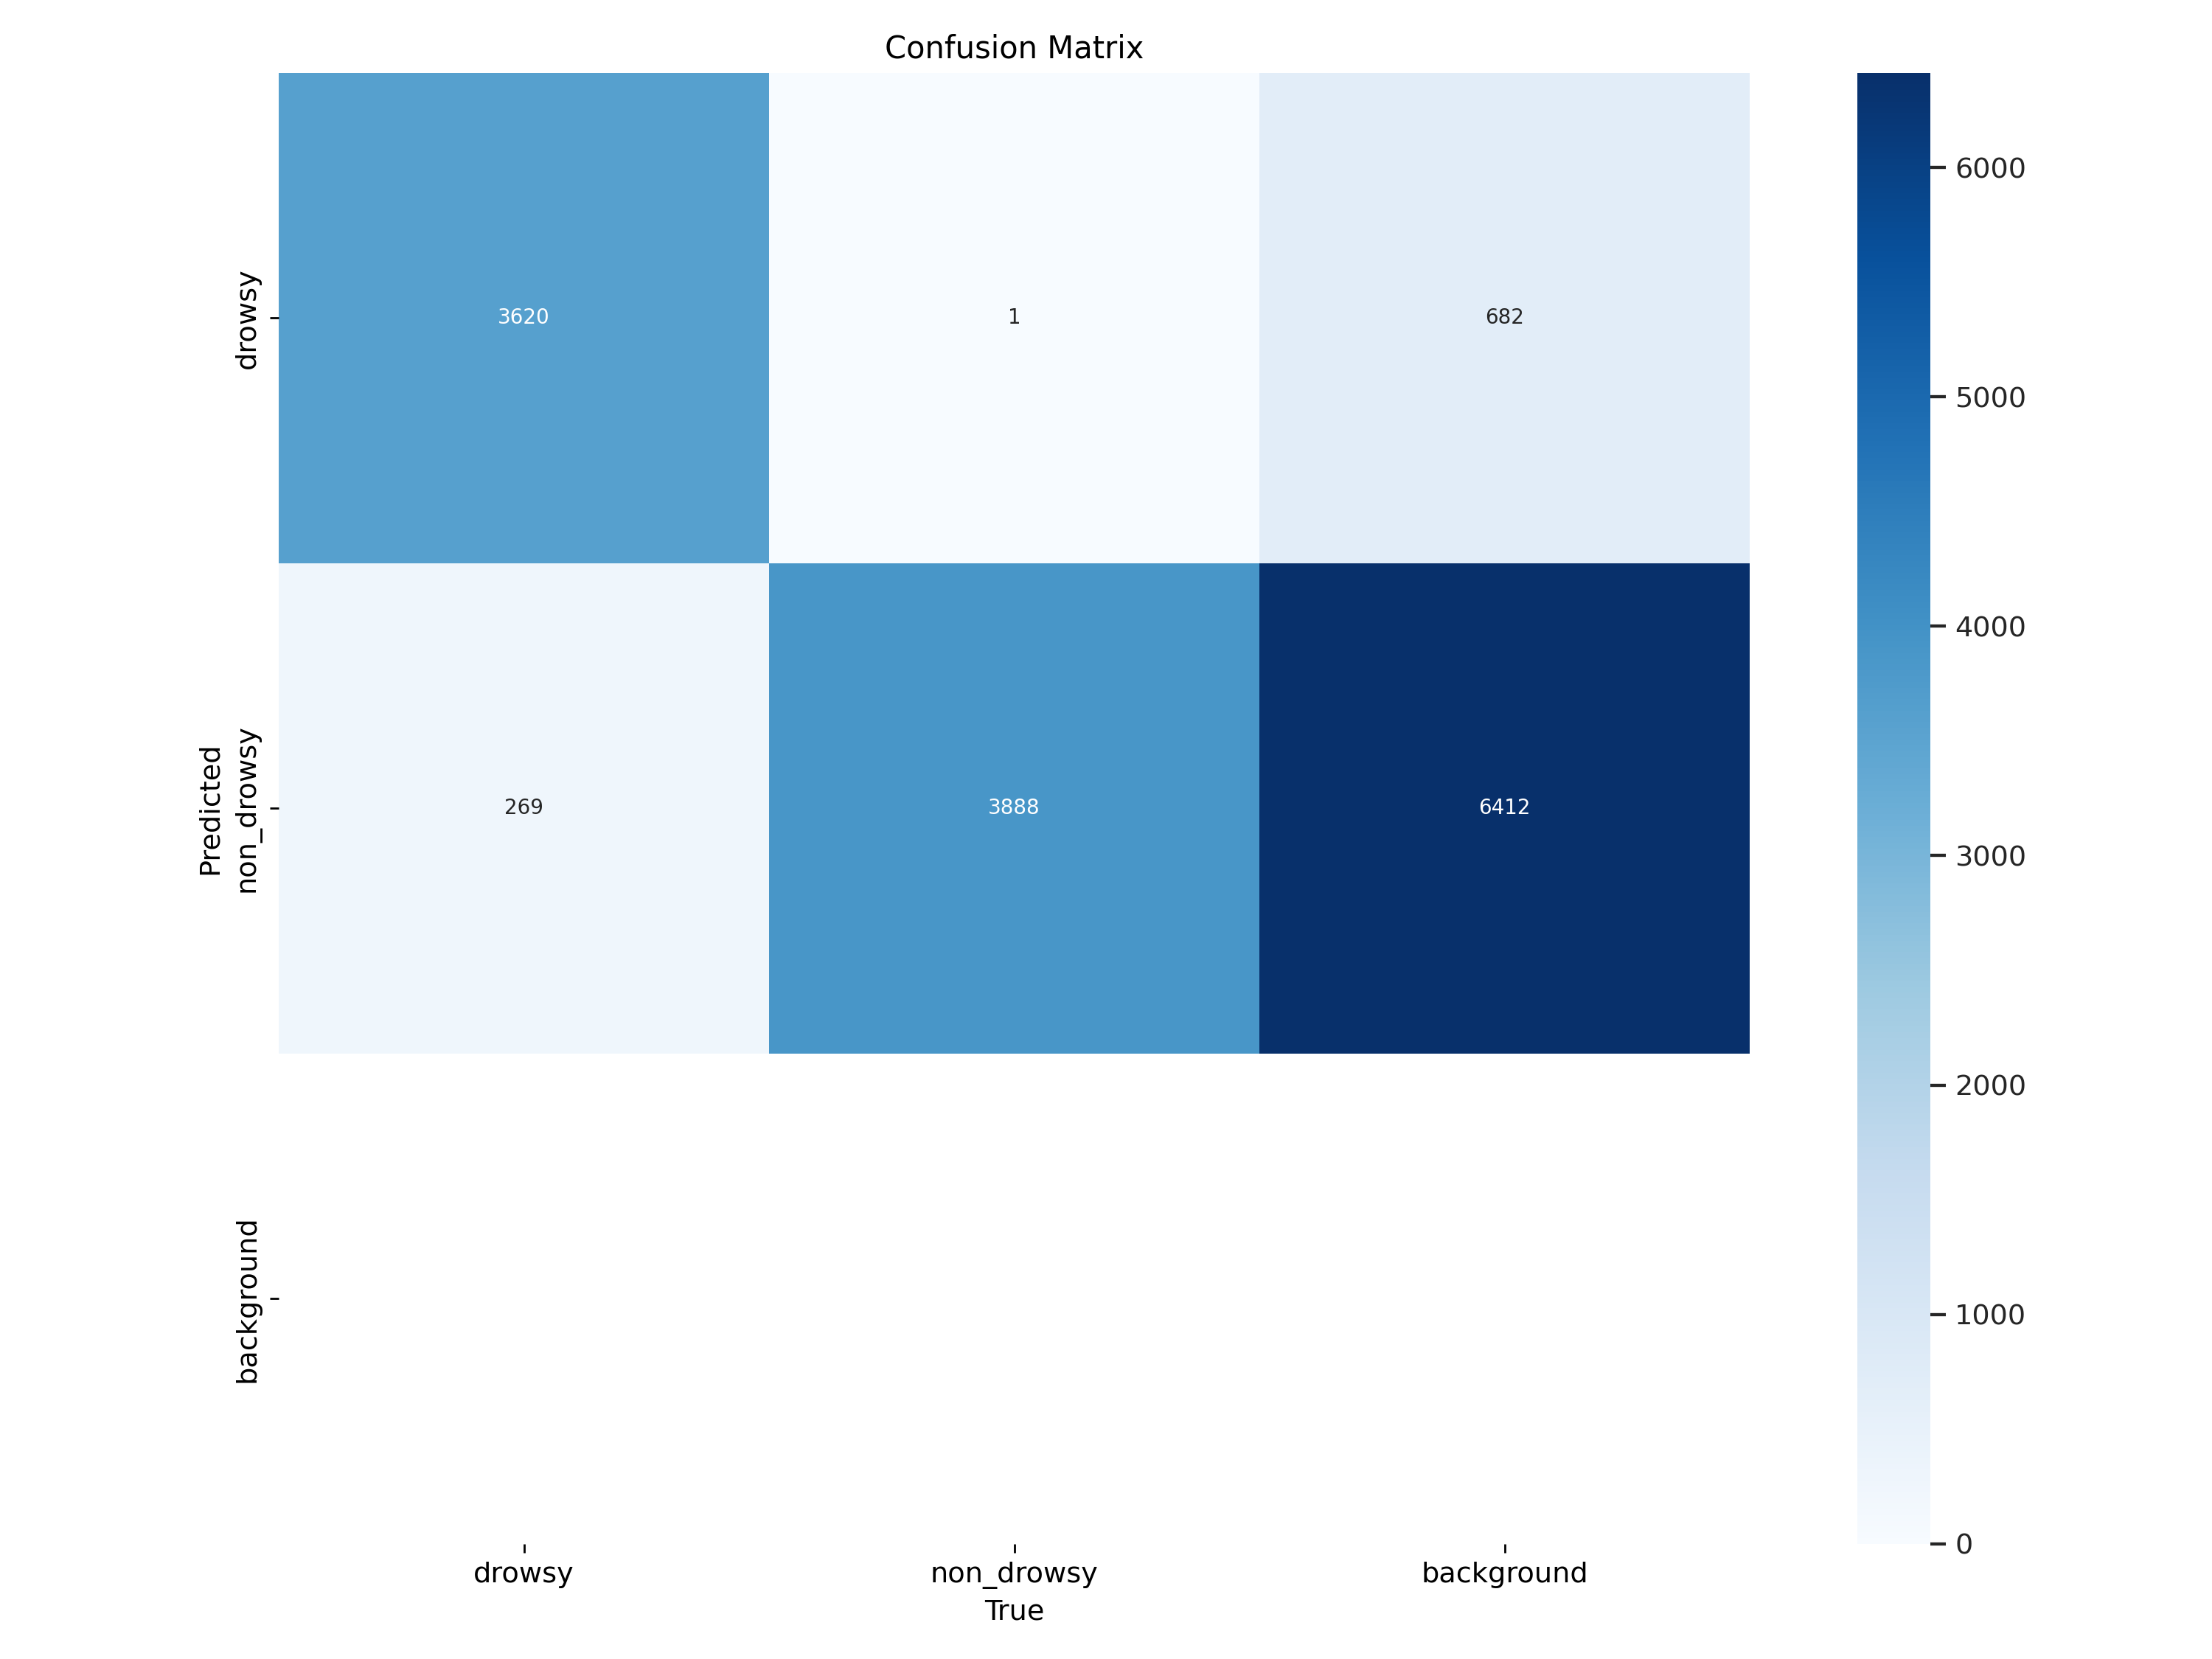 Confusion Matrix
drowsy
3620
1
682
6000
5000
Predicted
non_drowsy
269
3888
6412
4000
3000
2000
background
1000
0
drowsy
non_drowsy
background
True